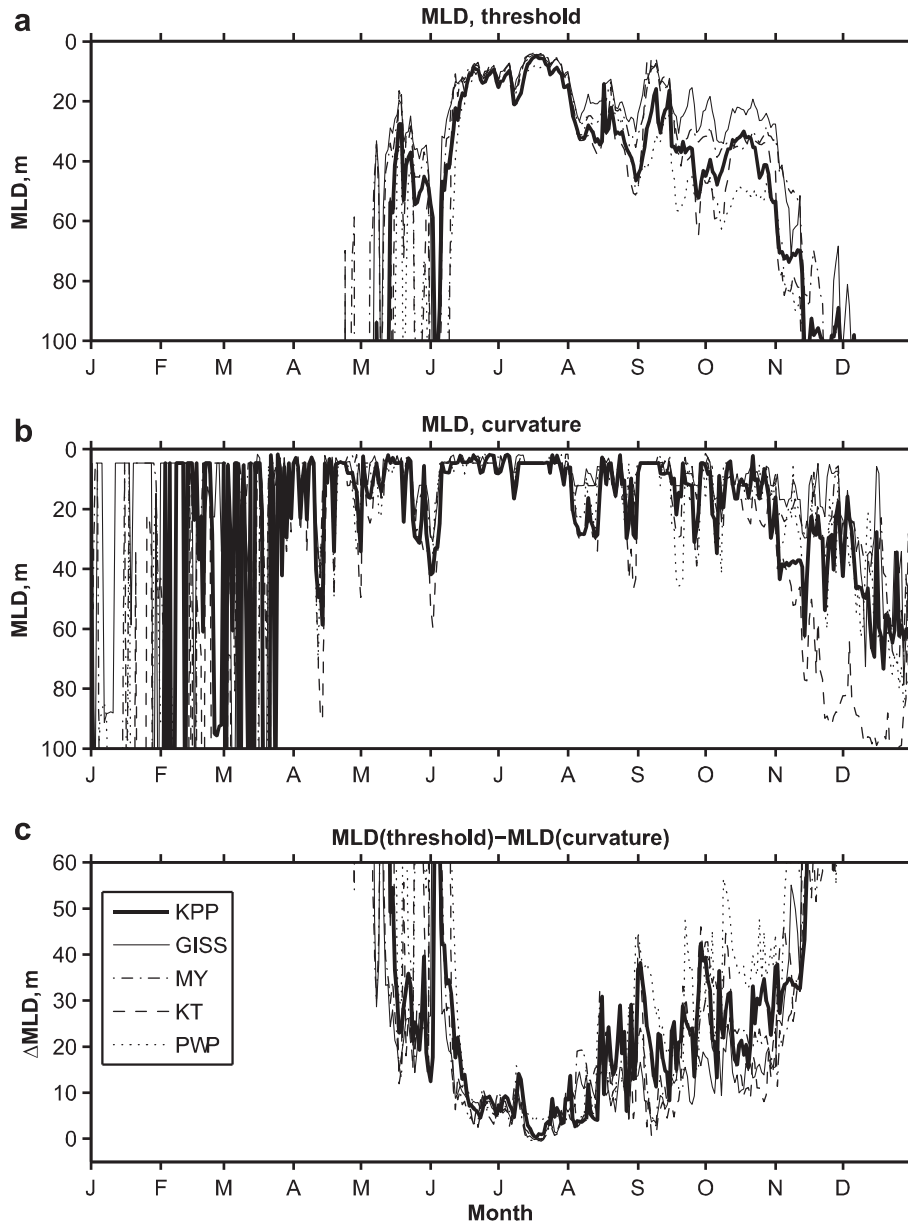 a
MLD, threshold
MLD, m
0
20
40
60
80
100
J F M A M J J A S O N D
b
MLD, curvature
MLD, m
0
20
40
60
80
100
J F M A M J J A S O N D
c
MLD(threshold)−MLD(curvature)
ΔMLD, m
60
50
40
30
20
10
0
KPP
GISS
MY
KT
PWP
J F M A M J J A S O N D
Month